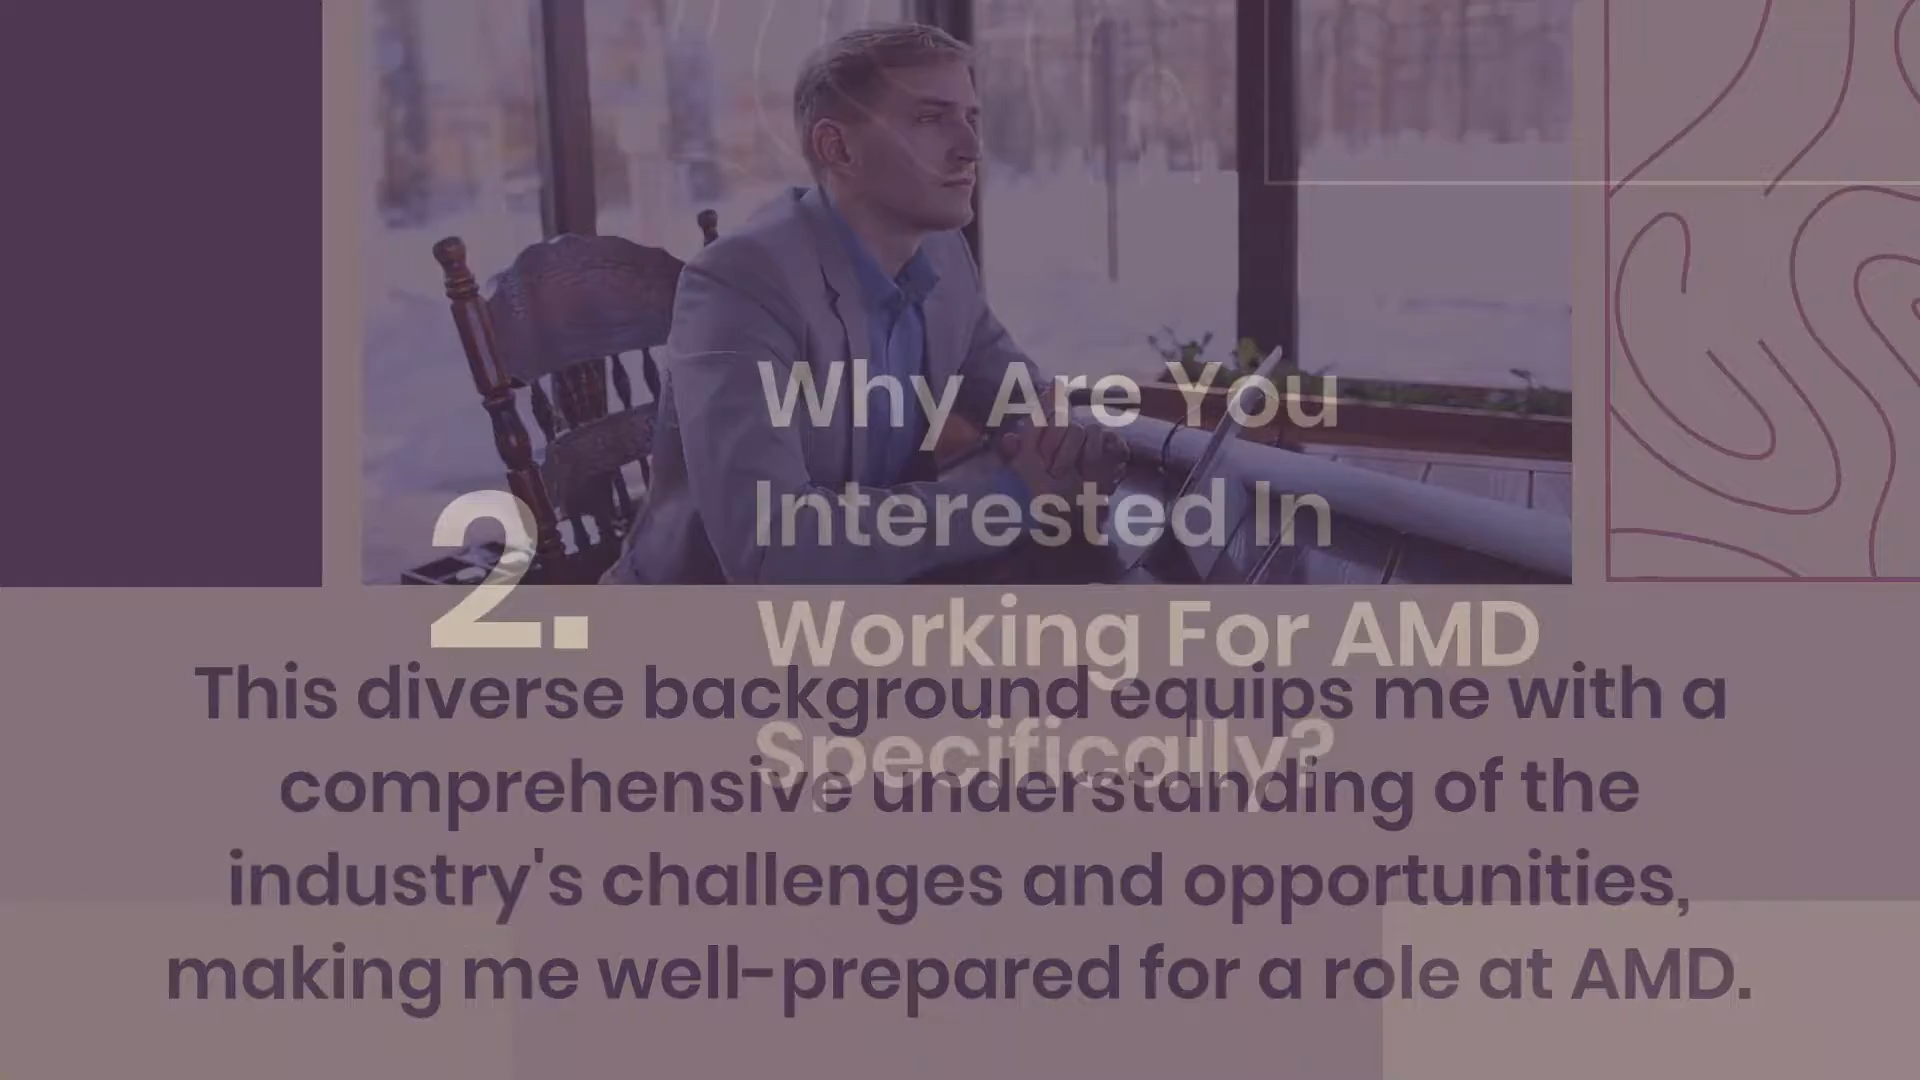 2.
Why Are You
Interested In
Working For AMD
Specifically?
This diverse background equips me with a
comprehensive understanding of the
industry's challenges and opportunities,
making me well-prepared for a role at AMD.